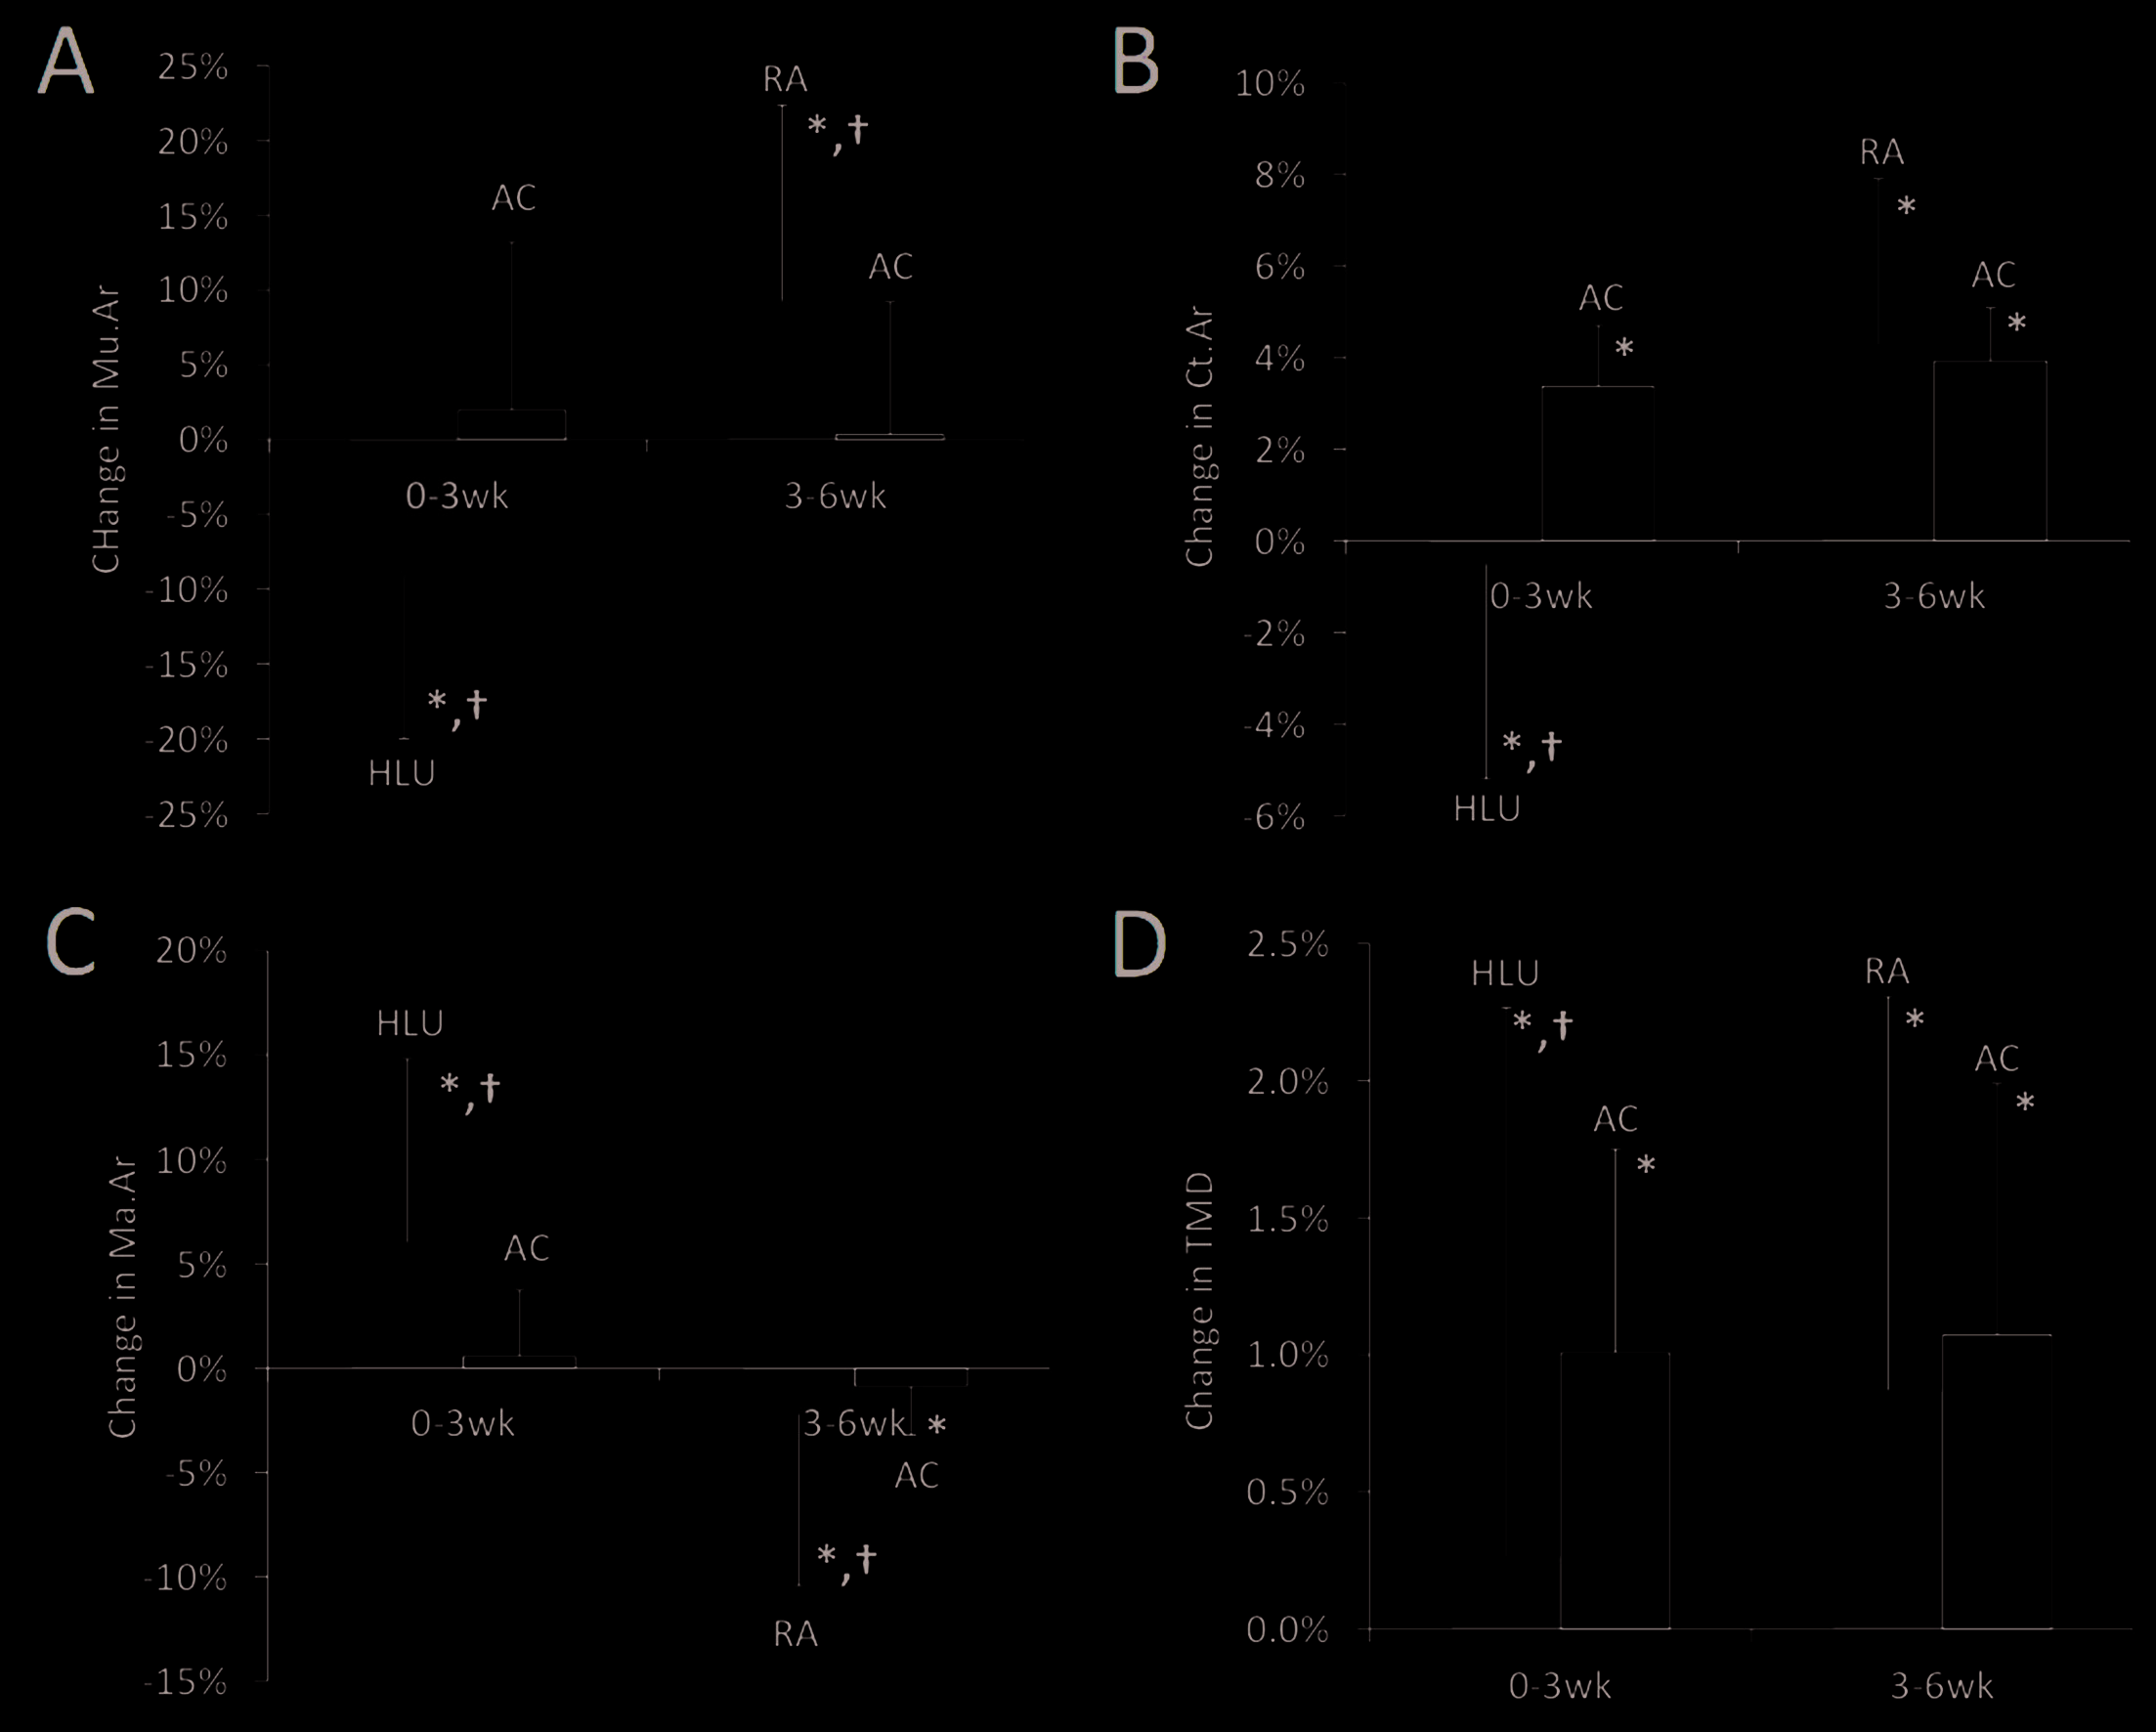 A
25%
20%
15%
10%
5%
0%
-5%
-10%
-15%
-20%
-25%
CHange in Mu.Ar
AC
RA
*,†
AC
0-3wk
3-6wk
*,†
HLU
B
10%
8%
6%
4%
2%
0%
-2%
-4%
-6%
Change in Ct.Ar
RA
*
AC
*
AC
*
0-3wk
3-6wk
*,†
HLU
C
20%
15%
10%
5%
0%
-5%
-10%
-15%
Change in Ma.Ar
HLU
*,†
AC
0-3wk
3-6wk
*
AC
*,†
RA
D
2.5%
2.0%
1.5%
1.0%
0.5%
0.0%
Change in TMD
HLU
*,†
AC
*
RA
*
AC
*
0-3wk
3-6wk